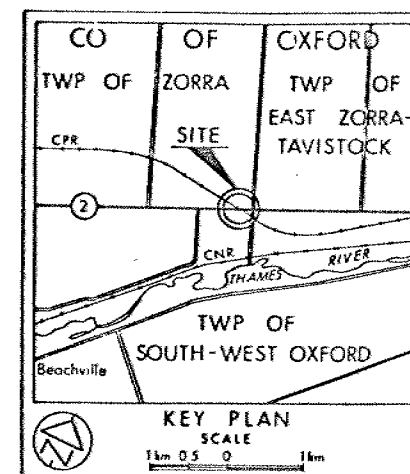 CO OF OXFORD
TWP OF ZORRA
TWP OF
EAST ZORRA-
TAVISTOCK
SITE
CPR
2
CNR
THAMES RIVER
TWP OF
SOUTH-WEST OXFORD
Beachville
N
KEY PLAN
SCALE
1km 0.5 0 1km